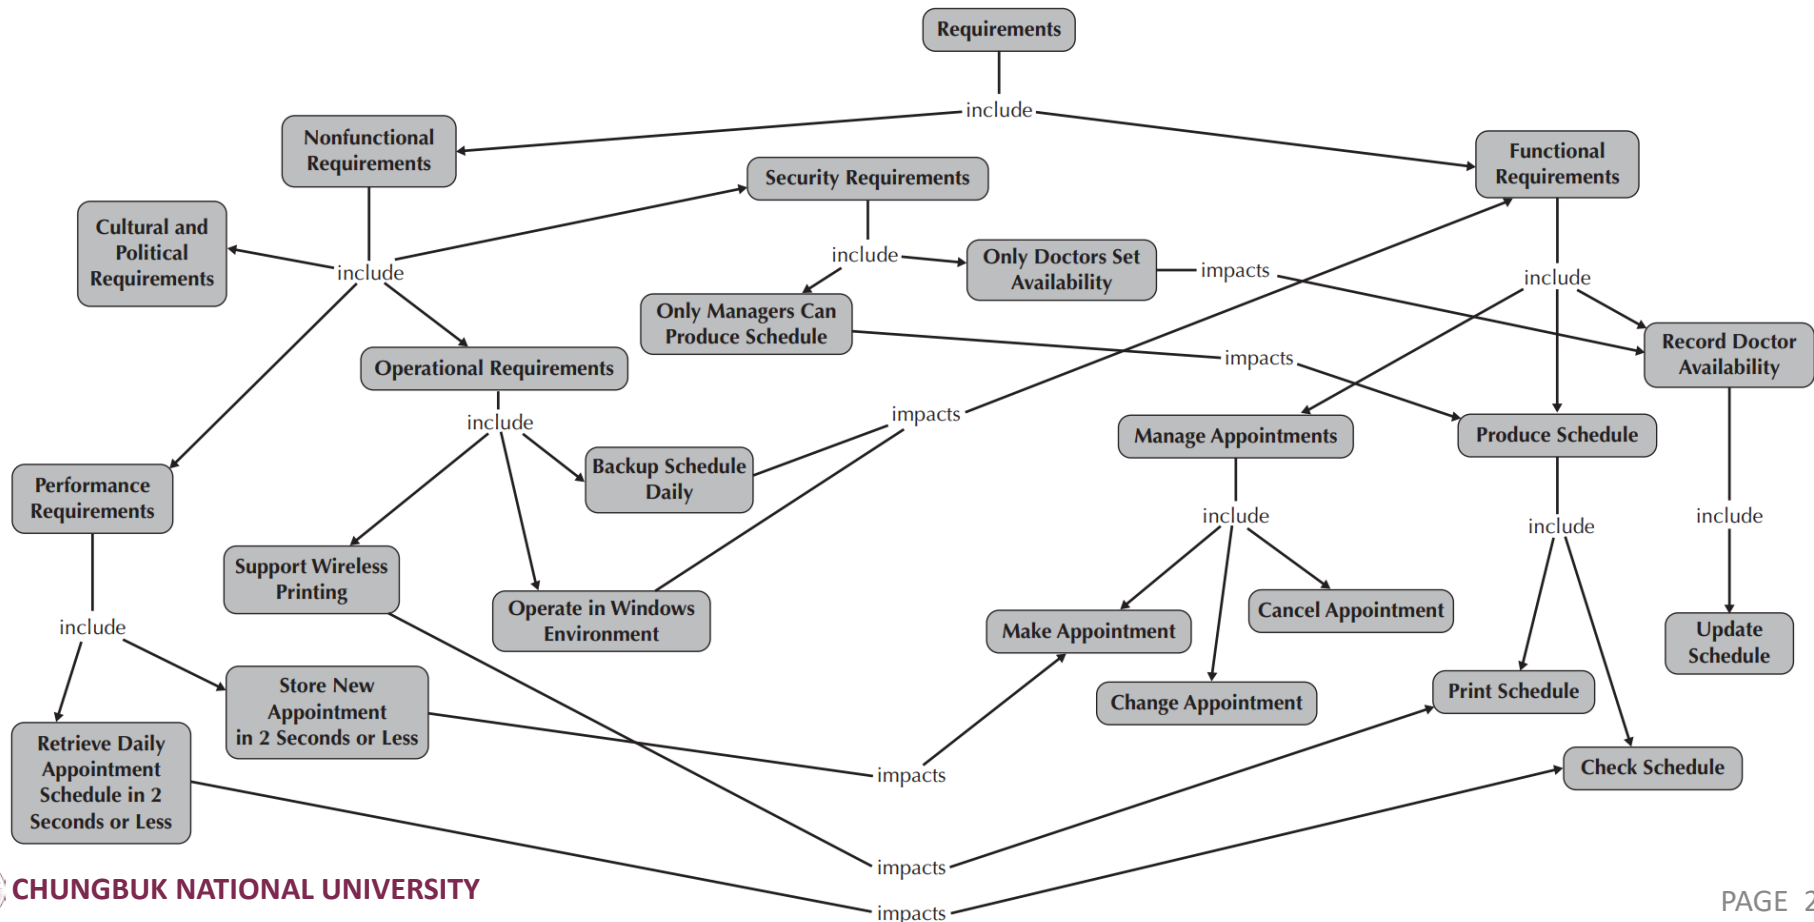 Requirements
include
Nonfunctional
Requirements
Functional
Requirements
Security Requirements
Cultural and
Political
Requirements
include
include
Only Doctors Set
Availability
impacts
include
Only Managers Can
Produce Schedule
Record Doctor
Availability
Operational Requirements
impacts
include
impacts
Manage Appointments
Produce Schedule
Backup Schedule
Daily
Performance
Requirements
include
include
include
Support Wireless
Printing
Operate in Windows
Environment
Cancel Appointment
Make Appointment
Update
Schedule
include
Store New
Appointment
in 2 Seconds or Less
Change Appointment
Print Schedule
Retrieve Daily
Appointment
Schedule in 2
Seconds or Less
impacts
Check Schedule
impacts
impacts
CHUNGBUK NATIONAL UNIVERSITY
PAGE 2